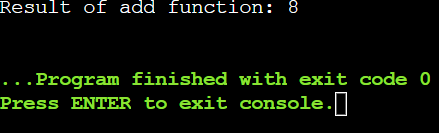 Result of add function: 8
...Program finished with exit code 0
Press ENTER to exit console.